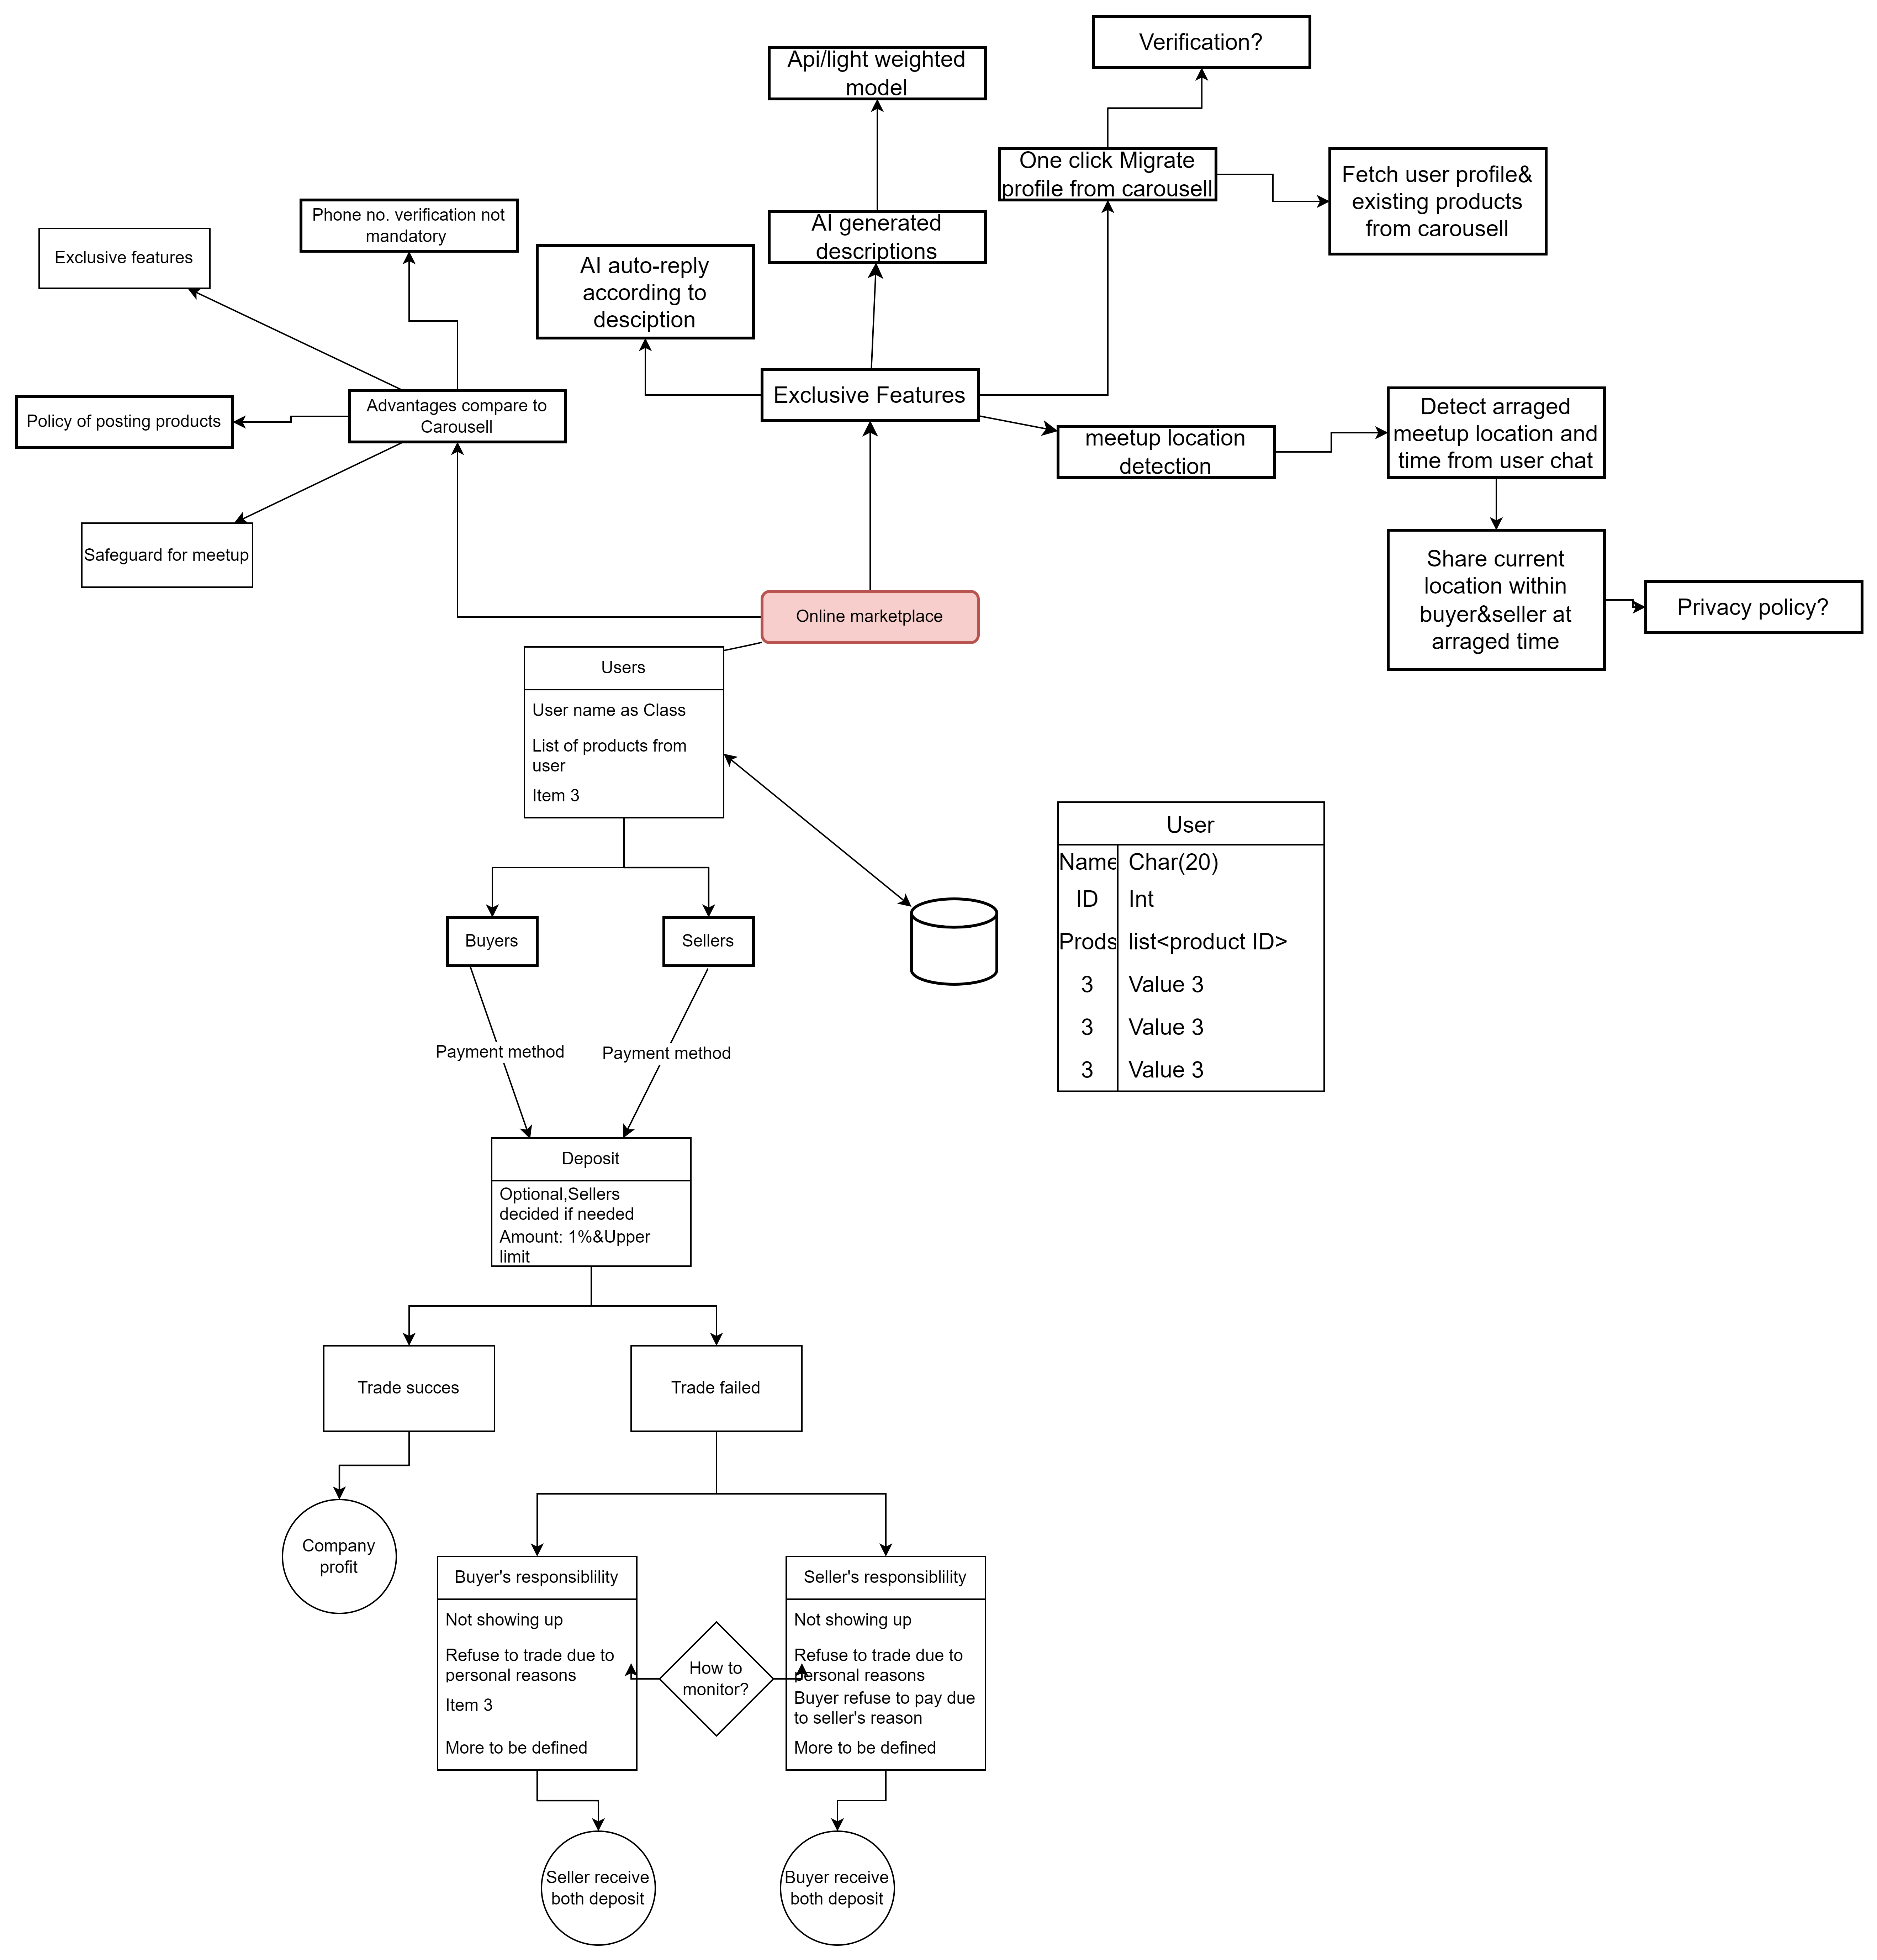 Verification?
Api/light weighted
model
One click Migrate
profile from carousell
Fetch user profile&
existing products
from carousell
Phone no. verification not
mandatory
Exclusive features
AI generated
descriptions
AI auto-reply
according to
desciption
Exclusive Features
Advantages compare to
Carousell
Policy of posting products
Detect arraged
meetup location and
time from user chat
meetup location
detection
Safeguard for meetup
Share current
location within
buyer&seller at
arraged time
Privacy policy?
Online marketplace
Users
User name as Class
List of products from
user
Item 3
User
Name Char(20)
ID Int
Prods list<product ID>
3 Value 3
3 Value 3
3 Value 3
Buyers
Sellers
Payment method
Payment method
Deposit
Optional,Sellers
decided if needed
Amount: 1%&Upper
limit
Trade succes
Trade failed
Company
profit
Buyer's responsiblility
Not showing up
Refuse to trade due to
personal reasons
Item 3
More to be defined
How to
monitor?
Seller's responsiblility
Not showing up
Refuse to trade due to
personal reasons
Buyer refuse to pay due
to seller's reason
More to be defined
Seller receive
both deposit
Buyer receive
both deposit